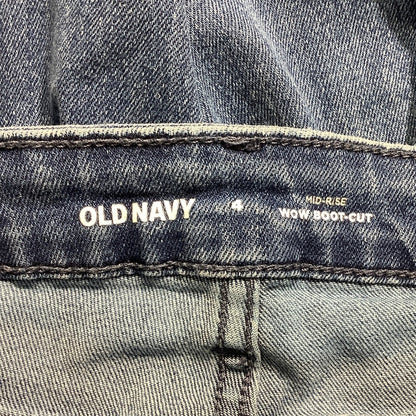 OLD NAVY 4 MID-RISE
WOW BOOT-CUT